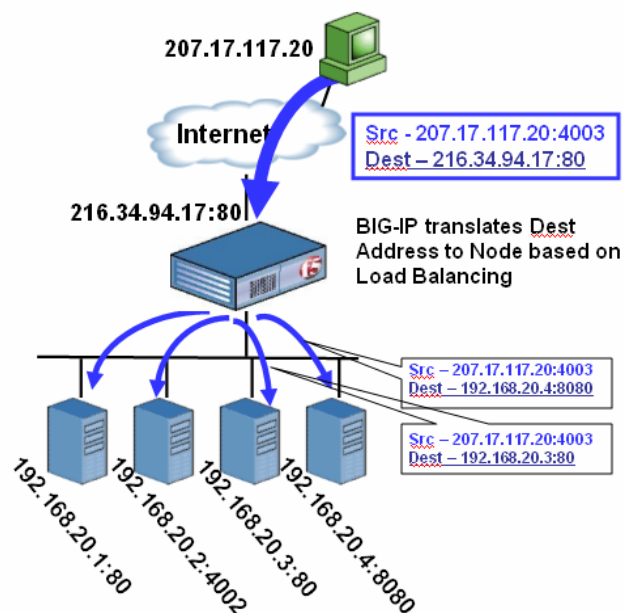 207.17.117.20
Internet
Src - 207.17.117.20:4003
Dest – 216.34.94.17:80
216.34.94.17:80
BIG-IP translates Dest
Address to Node based on
Load Balancing
f5
Src – 207.17.117.20:4003
Dest – 192.168.20.4:8080
Src – 207.17.117.20:4003
Dest – 192.168.20.3:80
192.168.20.1:80
192.168.20.2:4002
192.168.20.3:80
192.168.20.4:8080